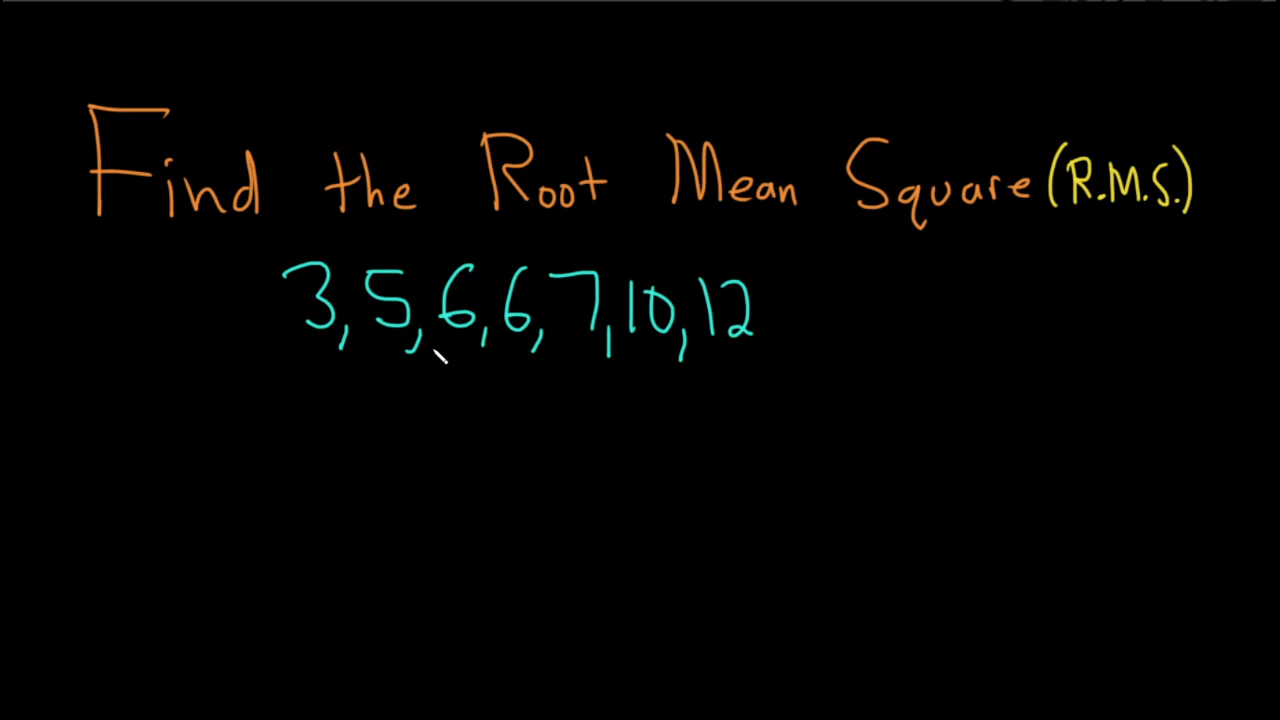 Find the Root Mean Square (R.M.S.)
3, 5, 6, 6, 7, 10, 12